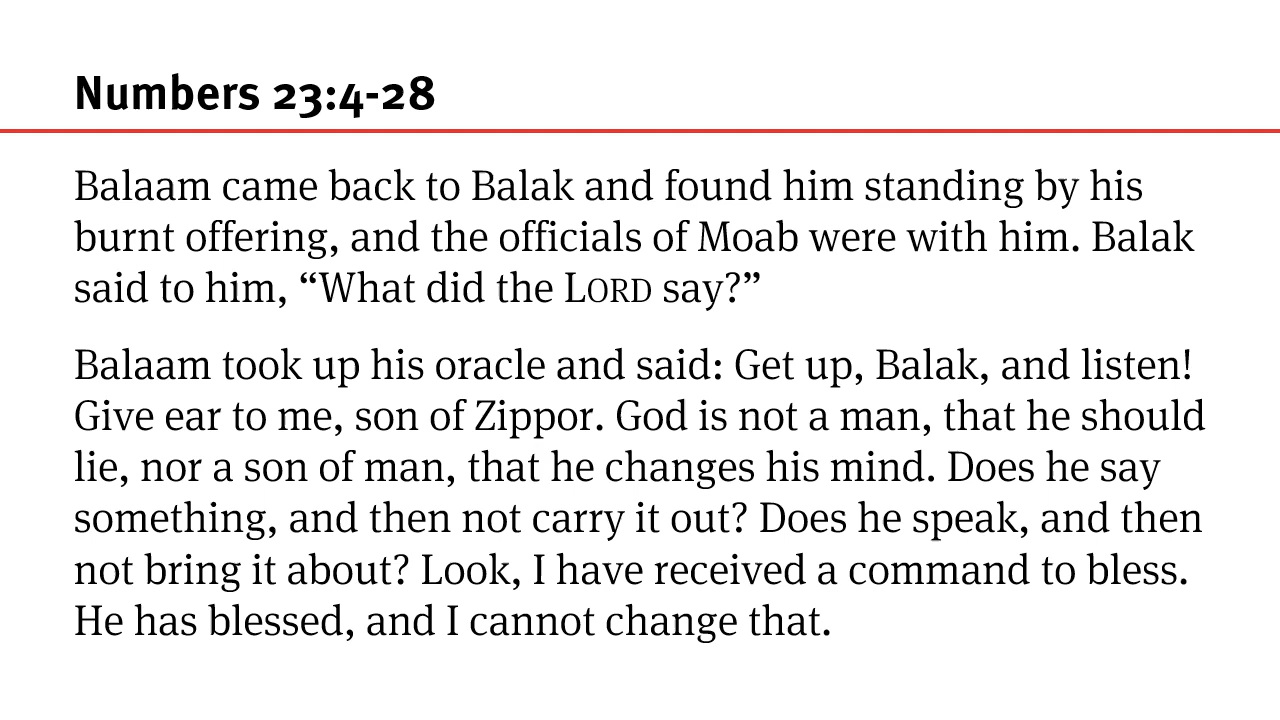 Numbers 23:4-28
Balaam came back to Balak and found him standing by his
burnt offering, and the officials of Moab were with him. Balak
said to him, “What did the LORD say?”
Balaam took up his oracle and said: Get up, Balak, and listen!
Give ear to me, son of Zippor. God is not a man, that he should
lie, nor a son of man, that he changes his mind. Does he say
something, and then not carry it out? Does he speak, and then
not bring it about? Look, I have received a command to bless.
He has blessed, and I cannot change that.